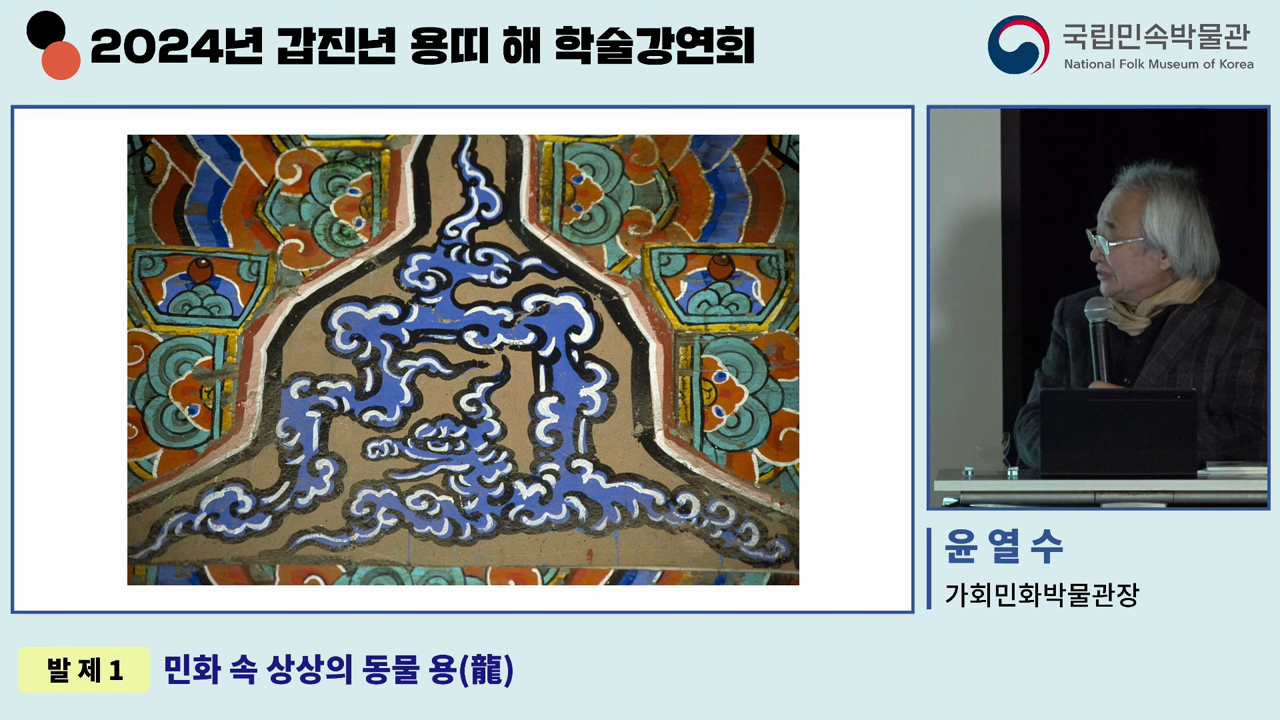 2024년 갑진년 용띠 해 학술강연회
국립민속박물관
National Folk Museum of Korea
윤열수
가회민화박물관장
발제1 민화 속 상상의 동물 용(龍)